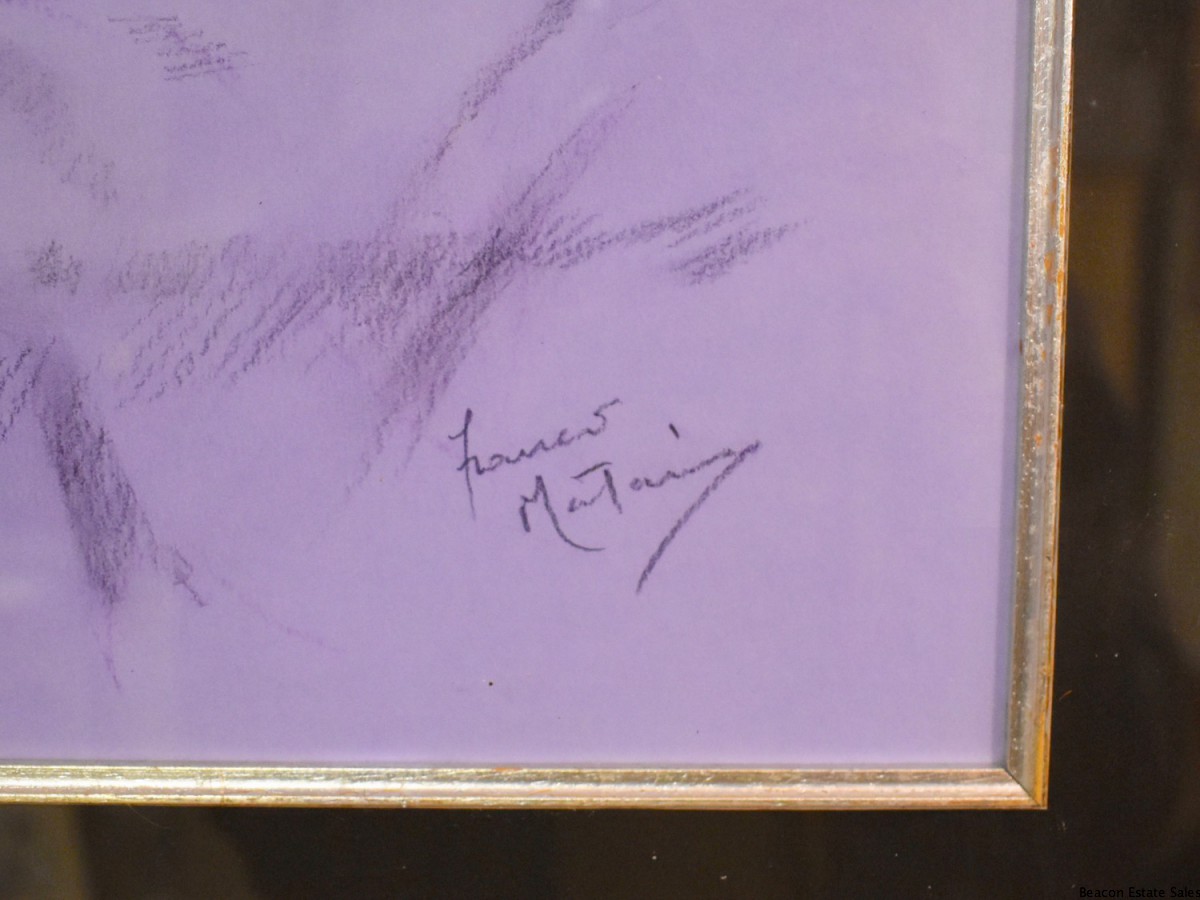 Franco
Matania
Beacon Estate Sales